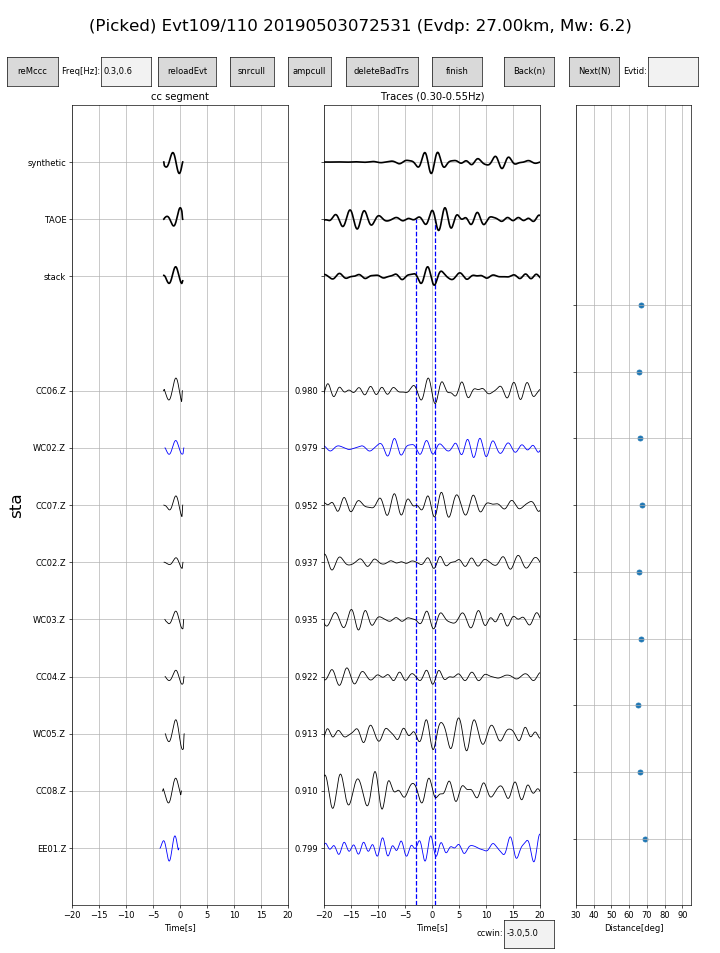 (Picked) Evt109/110 20190503072531 (Evdp: 27.00km, Mw: 6.2)
reMccc Freq[Hz]: 0.3,0.6 reloadEvt snrcull ampcull deleteBadTrs finish Back(n) Next(N) Evtid:
cc segment Traces (0.30-0.55Hz)
synthetic
TAOE
stack
CC06.Z 0.980
WC02.Z 0.979
CC07.Z 0.952
CC02.Z 0.937
WC03.Z 0.935
CC04.Z 0.922
WC05.Z 0.913
CC08.Z 0.910
EE01.Z 0.799
sta
−20 −15 −10 −5 0 5 10 15 20 −20 −15 −10 −5 0 5 10 15 20 30 40 50 60 70 80 90
Time[s] Time[s] Distance[deg]
ccwin: -3.0,5.0